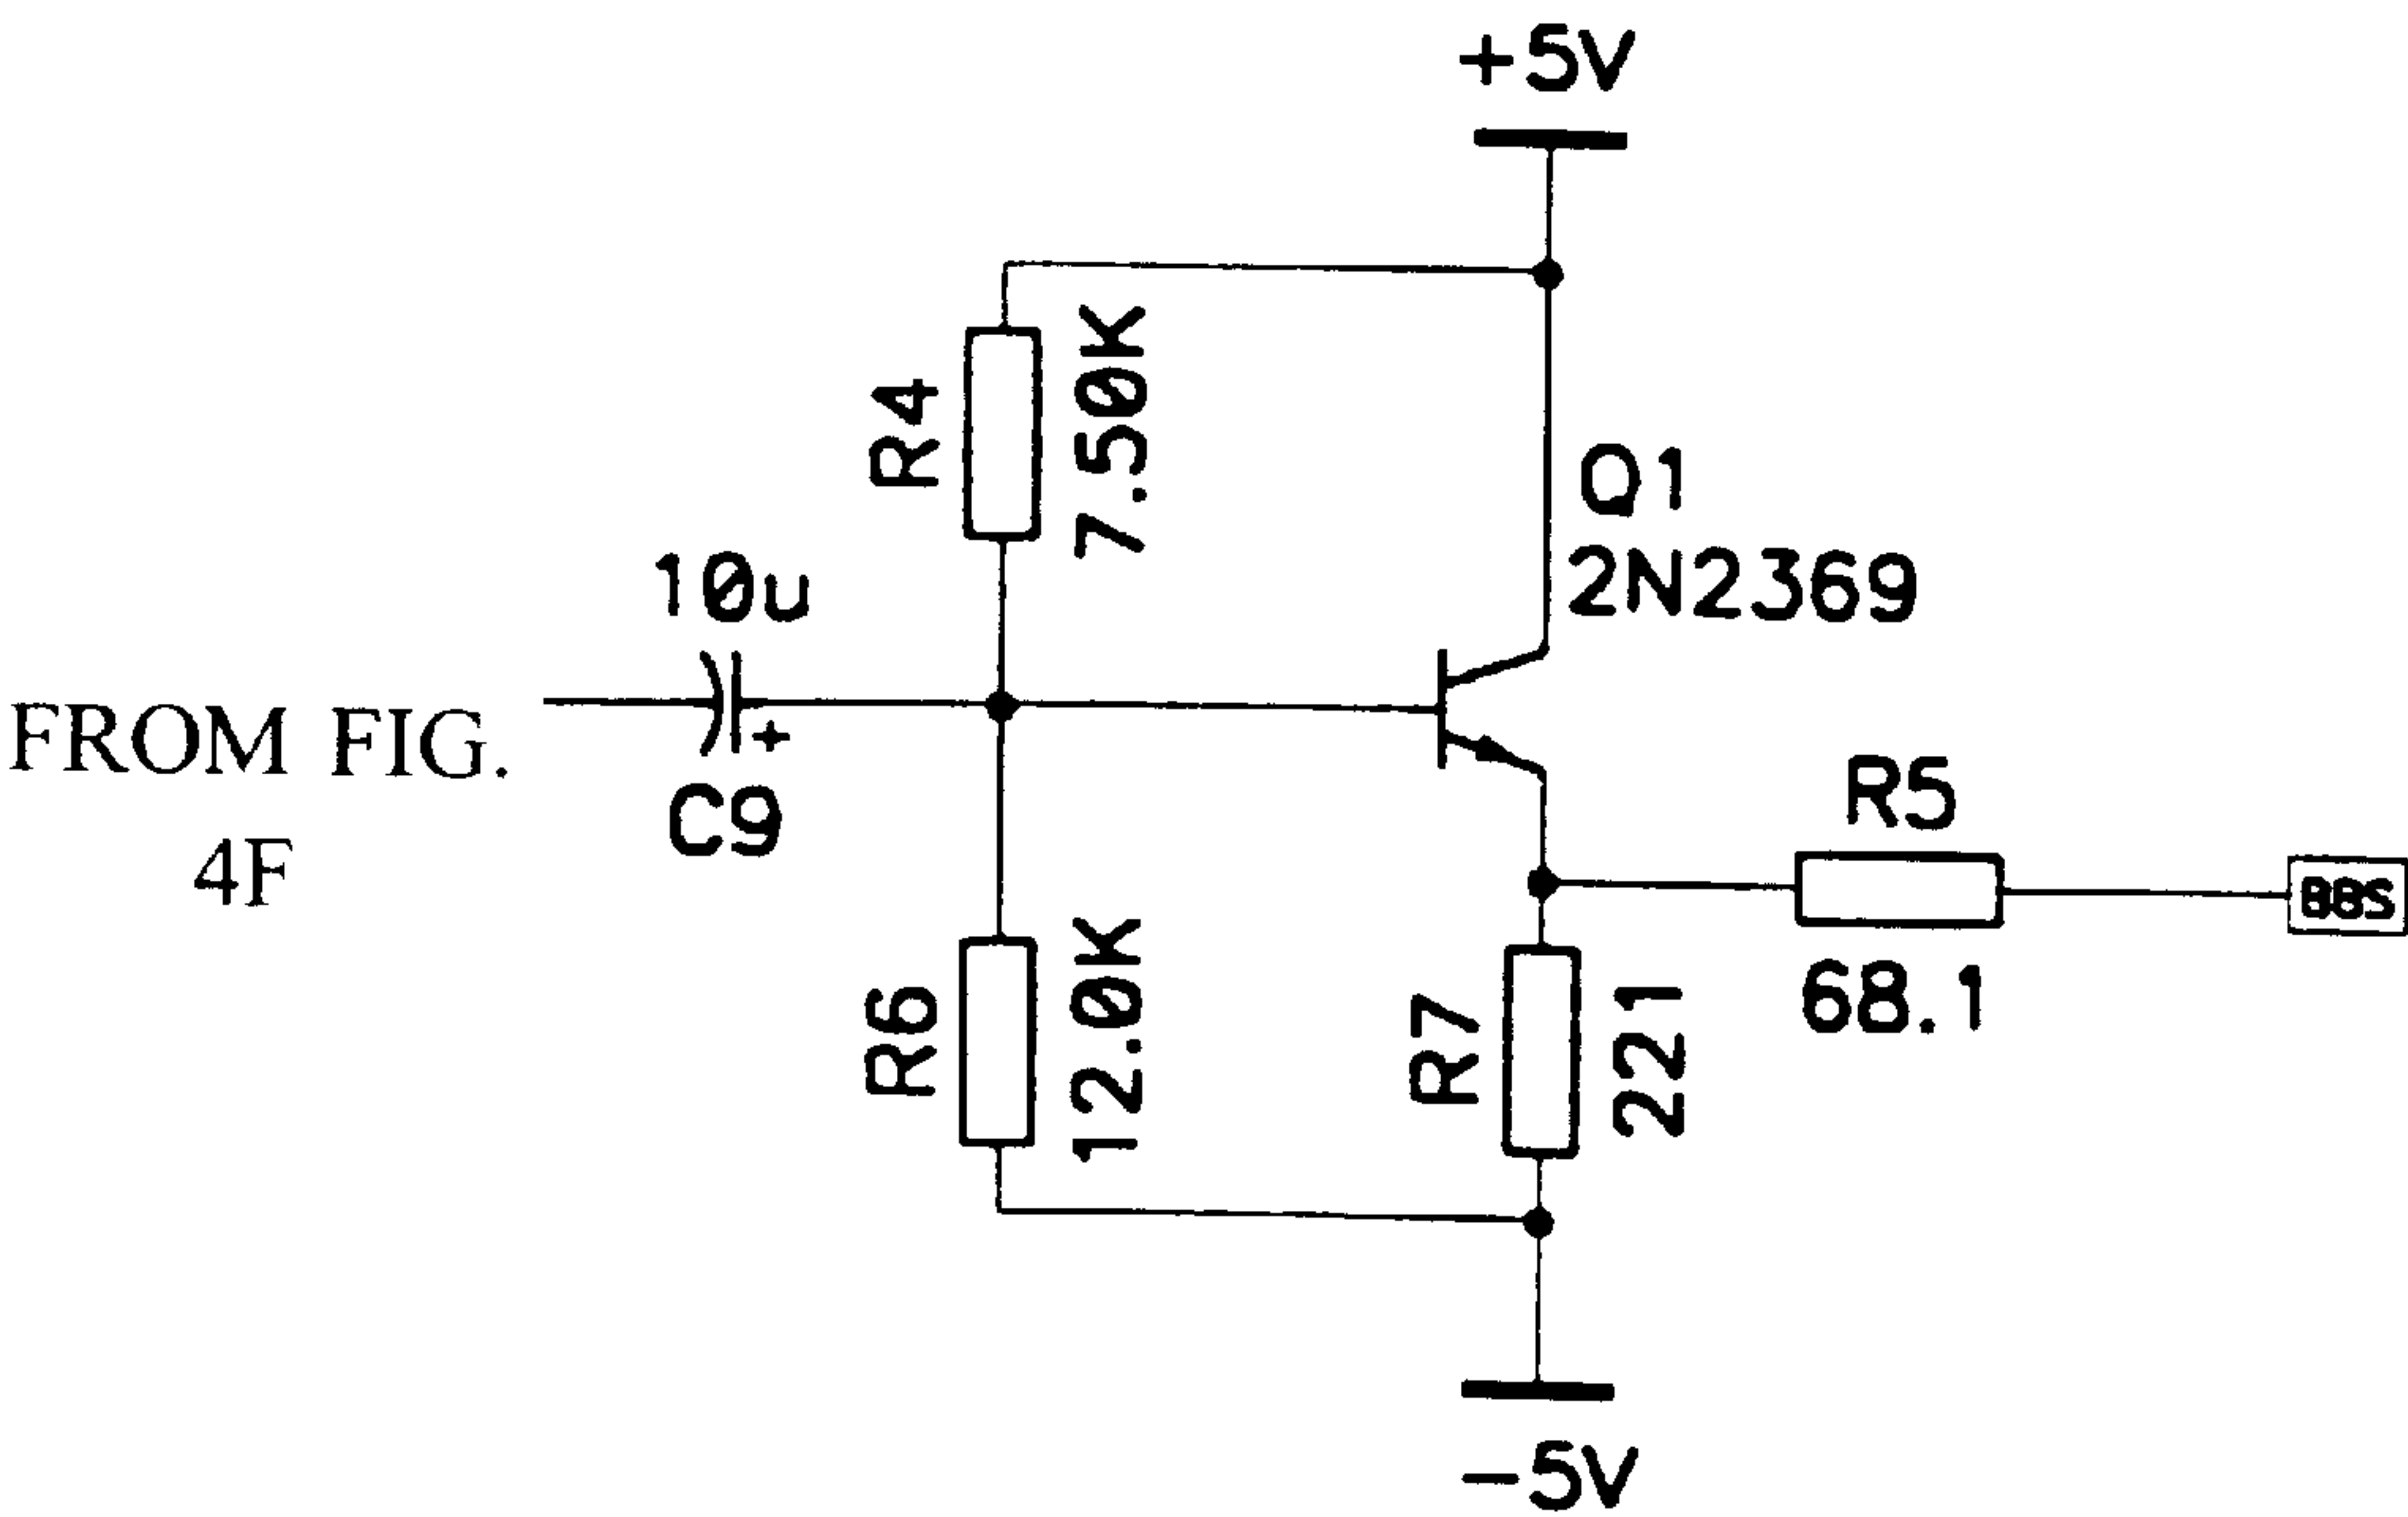 +5V
R4
7.50K
Q1
2N2369
10u
+
C9
FROM FIG.
4F
R5
68.1
BBS
R6
12.0K
R7
221
-5V